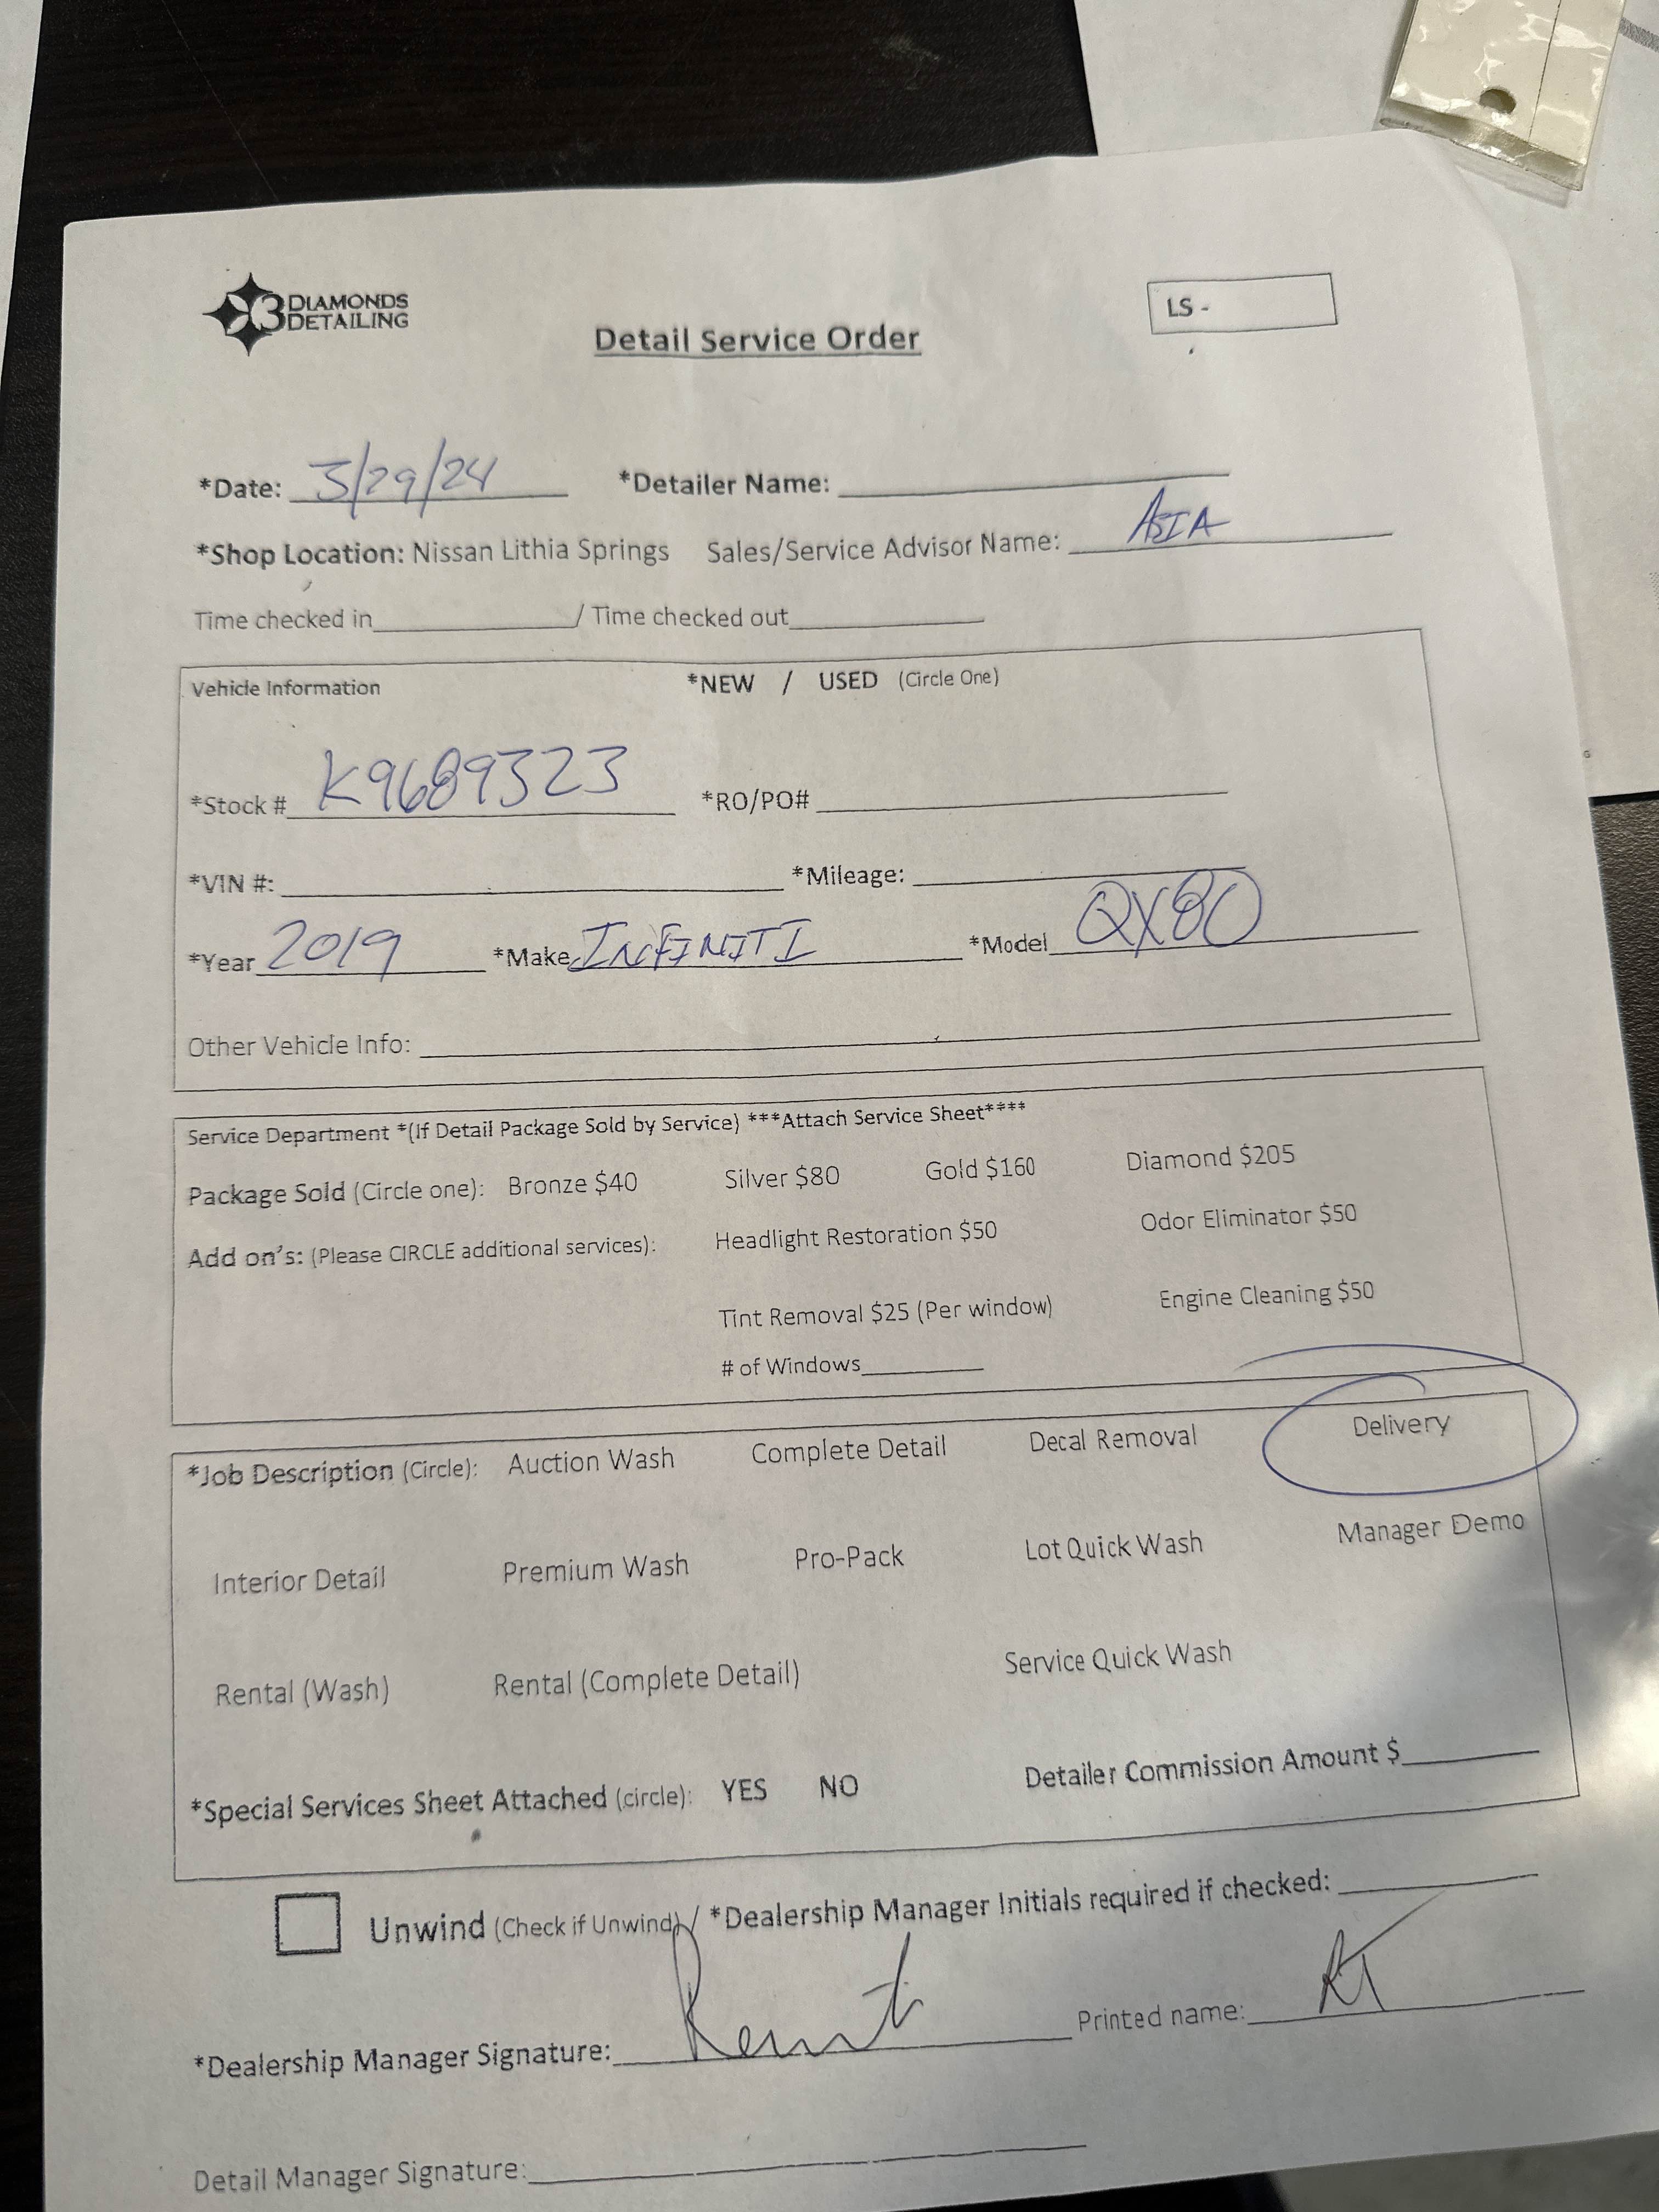 3 DIAMONDS
DETAILING
LS -
Detail Service Order
*Date: 3/29/24 *Detailer Name:
*Shop Location: Nissan Lithia Springs Sales/Service Advisor Name: ASIA
Time checked in / Time checked out
Vehicle Information *NEW / USED (Circle One)
*Stock # K9689323 *RO/PO#
*VIN #: *Mileage:
*Year 2019 *Make INFINITI *Model QX80
Other Vehicle Info:
Service Department *(If Detail Package Sold by Service) ***Attach Service Sheet****
Package Sold (Circle one): Bronze $40 Silver $80 Gold $160 Diamond $205
Add on's: (Please CIRCLE additional services): Headlight Restoration $50 Odor Eliminator $50
Tint Removal $25 (Per window) Engine Cleaning $50
# of Windows
*Job Description (Circle): Auction Wash Complete Detail Decal Removal Delivery
Interior Detail Premium Wash Pro-Pack Lot Quick Wash Manager Demo
Rental (Wash) Rental (Complete Detail) Service Quick Wash
*Special Services Sheet Attached (circle): YES NO Detailer Commission Amount $
Unwind (Check if Unwind) / *Dealership Manager Initials required if checked:
*Dealership Manager Signature: Printed name:
Detail Manager Signature: